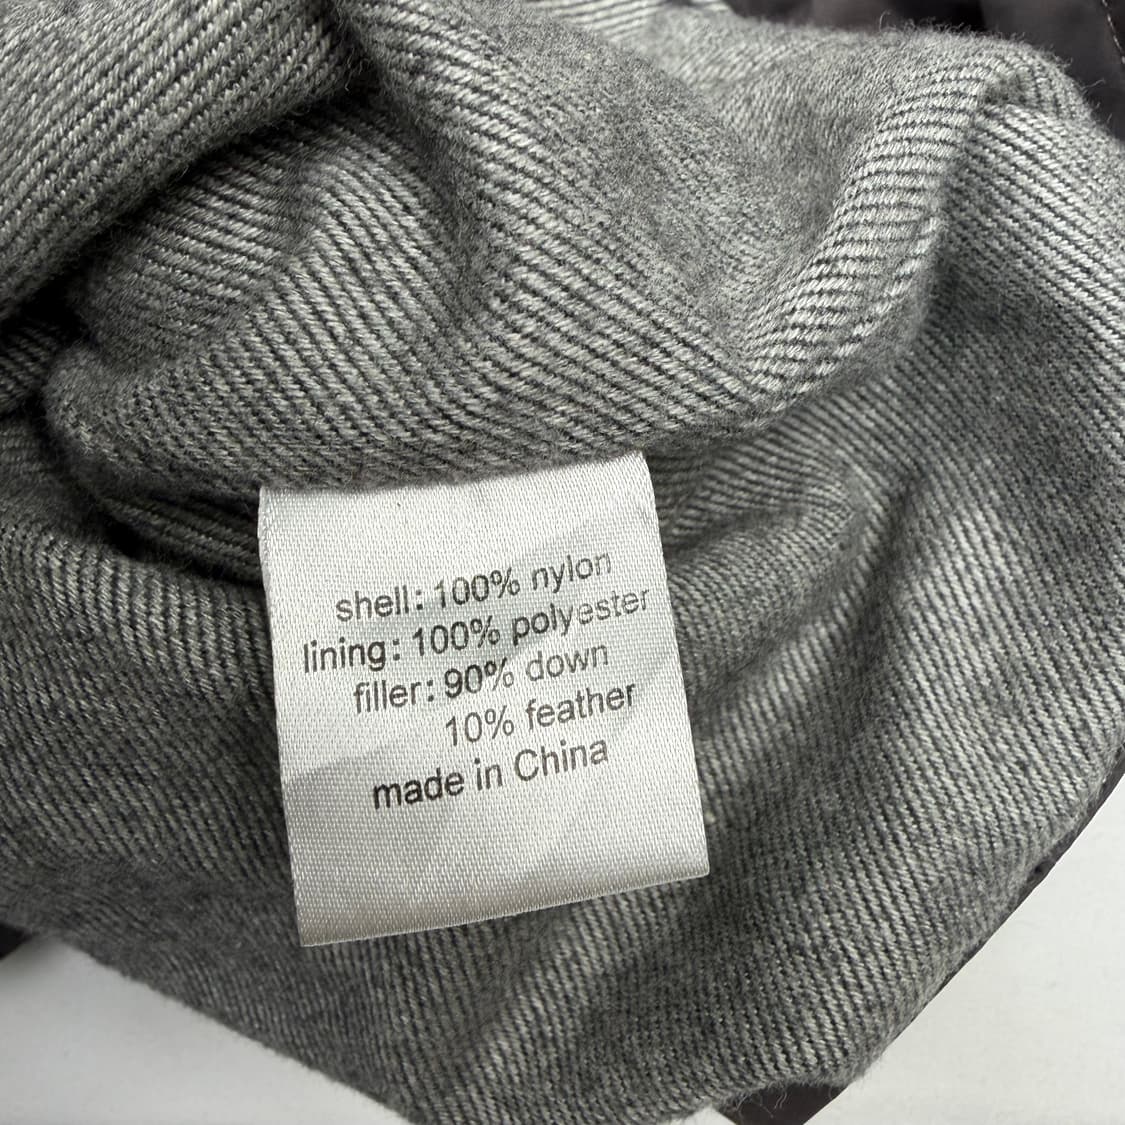 shell: 100% nylon
lining: 100% polyester
filler: 90% down
10% feather
made in China